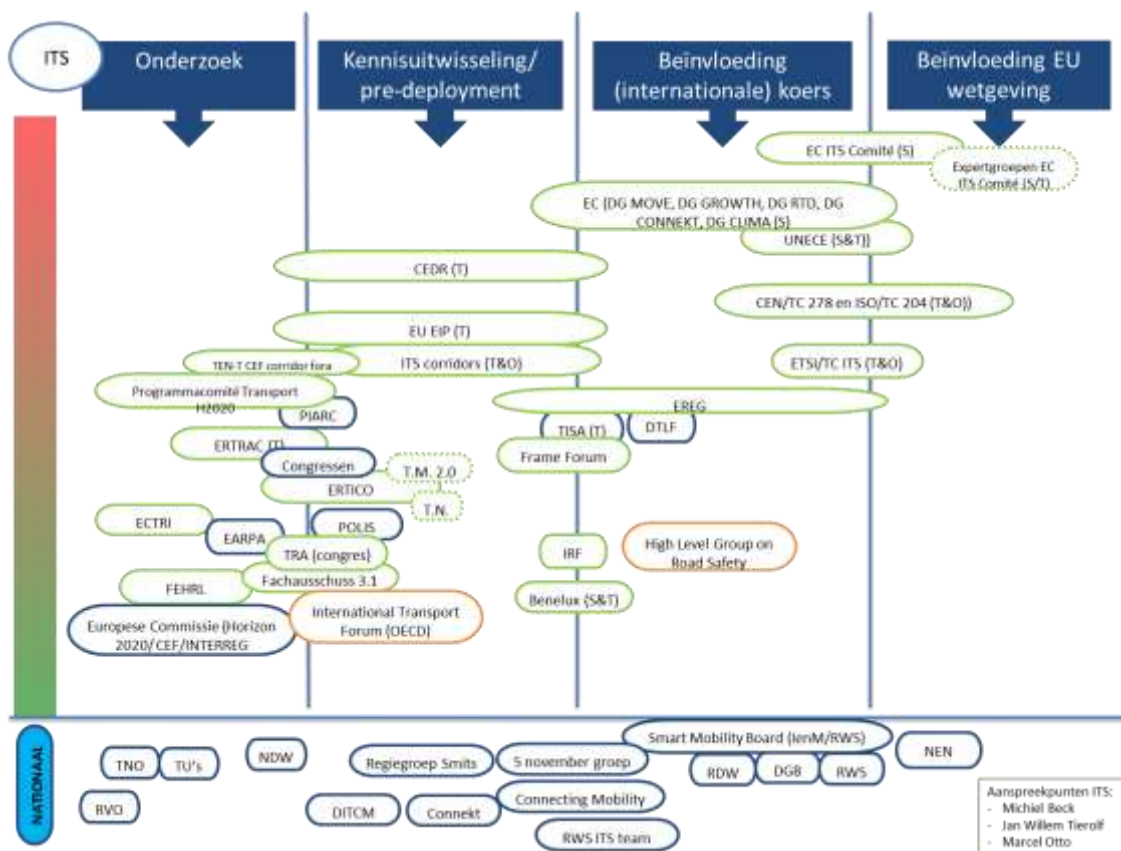 ITS
Onderzoek
Kennisuitwisseling/
pre-deployment
Beïnvloeding
(internationale) koers
Beïnvloeding EU
wetgeving
EC ITS Comité (S)
Expertgroepen EC
ITS Comité (S/T)
EC (DG MOVE, DG GROWTH, DG RTD, DG
CONNEKT, DG CLIMA (S)
UNECE (S&T))
CEDR (T)
CEN/TC 278 en ISO/TC 204 (T&O))
EU EIP (T)
TEN-T CEF corridor fora
ITS corridors (T&O)
ETSI/TC ITS (T&O)
Programmacomité Transport
H2020
PIARC
EREG
TISA (T)
DTLF
ERTRAC (T)
Frame Forum
Congressen
T.M. 2.0
ERTICO
T.N.
ECTRI
EARPA
POLIS
TRA (congres)
IRF
High Level Group on
Road Safety
FEHRL
Fachausschuss 3.1
Benelux (S&T)
Europese Commissie (Horizon
2020/ CEF/INTERREG
International Transport
Forum (OECD)
NATIONAAL
TNO
TU's
NDW
Regiegroep Smits
5 november groep
Smart Mobility Board (IenM/RWS)
RDW
DGB
RWS
NEN
RVO
DITCM
Connekt
Connecting Mobility
RWS ITS team
Aanspreekpunten ITS:
- Michiel Beck
- Jan Willem Tierolf
- Marcel Otto